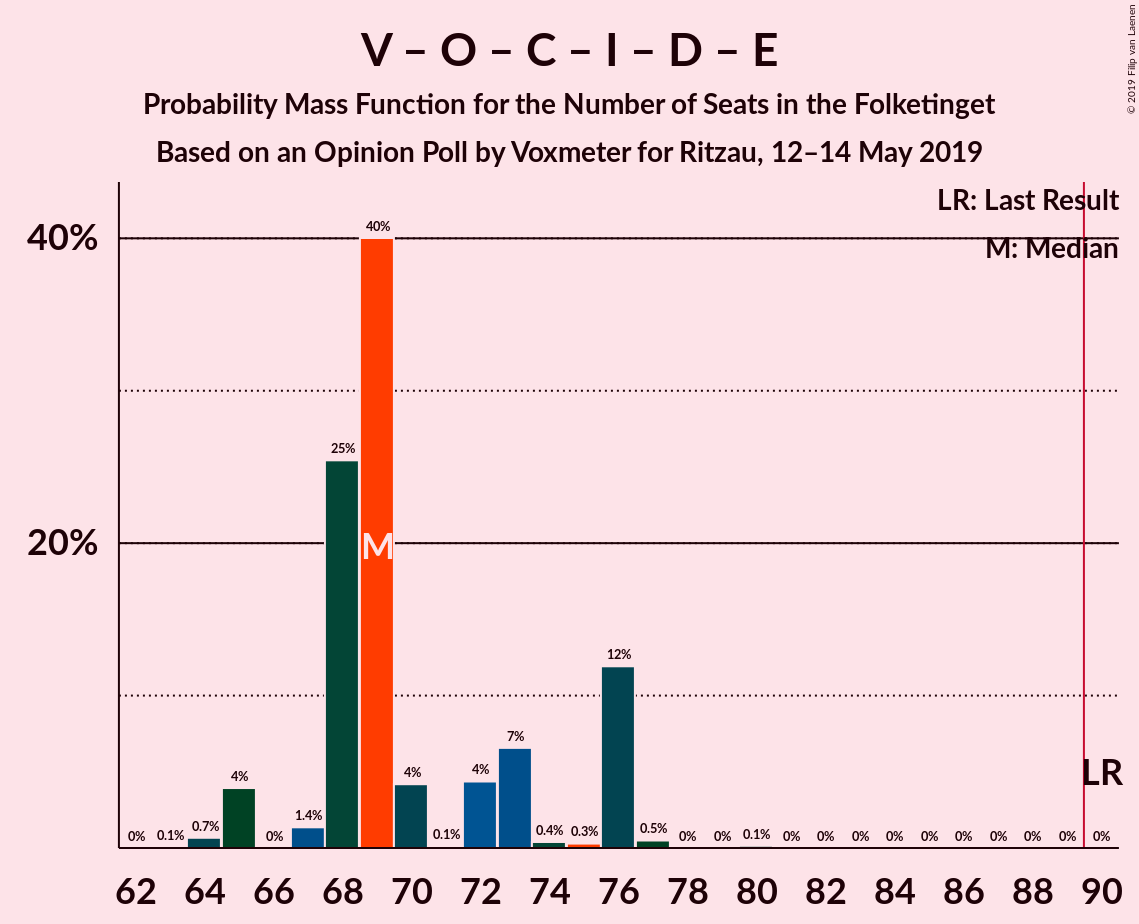 V – O – C – I – D – E
Probability Mass Function for the Number of Seats in the Folketinget
Based on an Opinion Poll by Voxmeter for Ritzau, 12–14 May 2019
© 2019 Filip van Laenen
LR: Last Result
M: Median
40%
20%
0% 0.1% 0.7% 4% 0% 1.4% 25% 40% 4% 0.1% 4% 7% 0.4% 0.3% 12% 0.5% 0% 0% 0.1% 0% 0% 0% 0% 0% 0% 0% 0% 0% 0%
M
LR
62 64 66 68 70 72 74 76 78 80 82 84 86 88 90